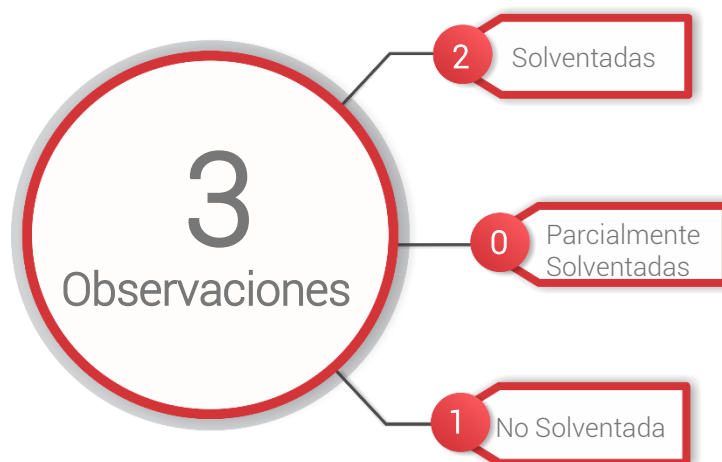 3
Observaciones
2
Solventadas
0
Parcialmente
Solventadas
1
No Solventada